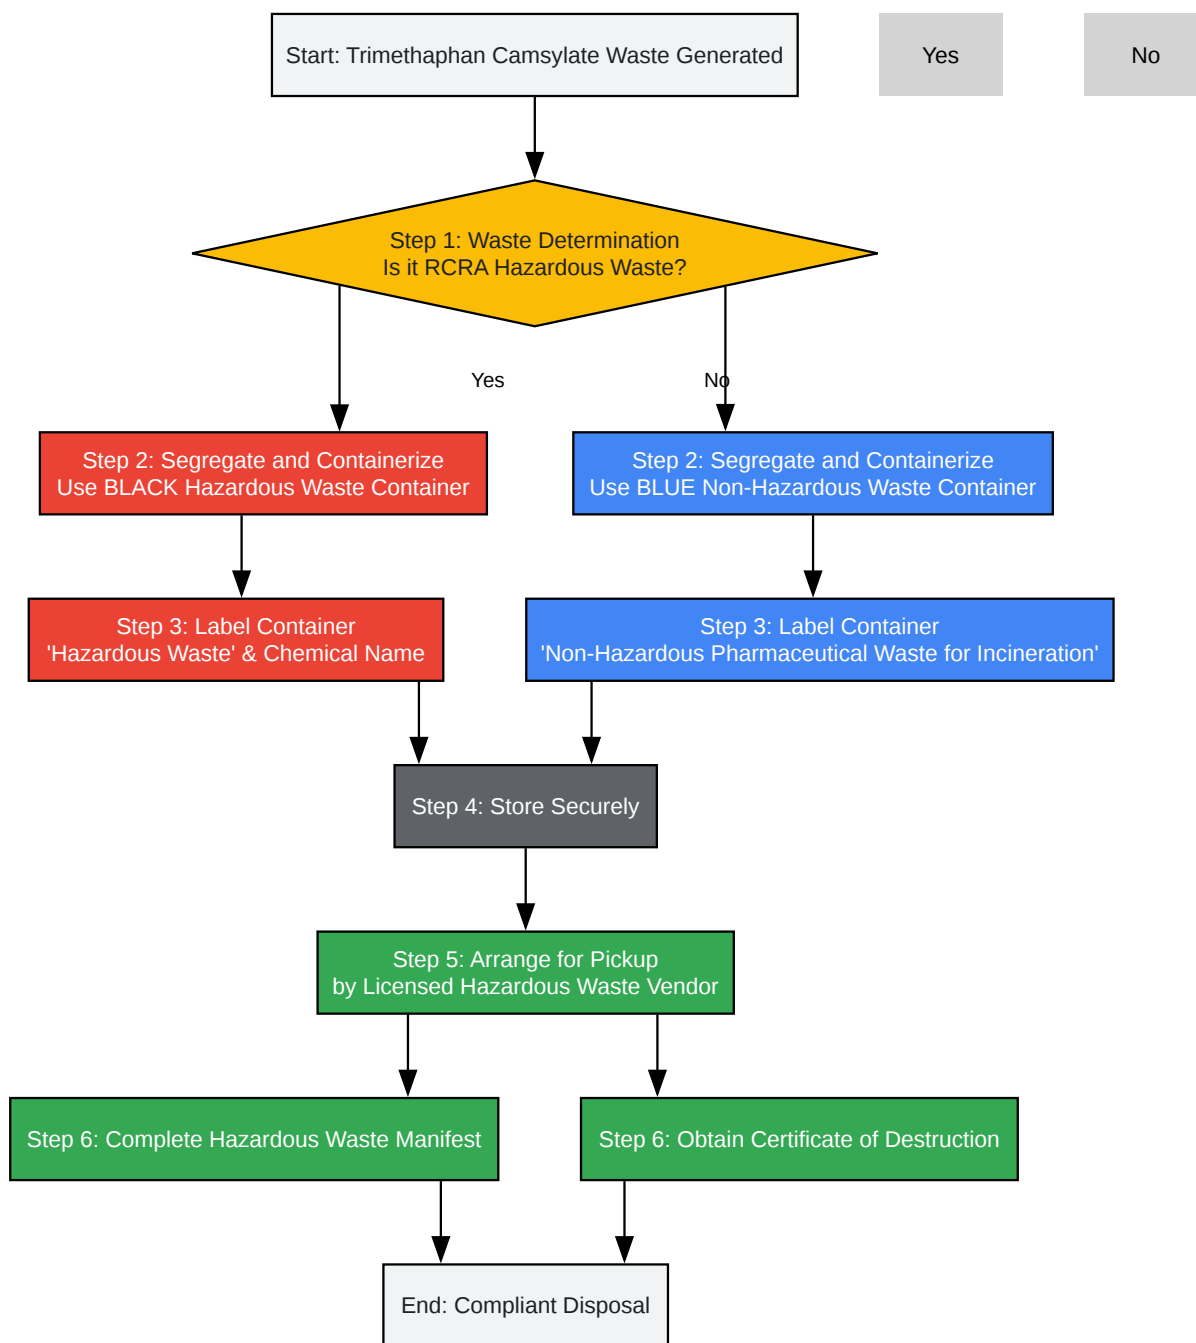 Start: Trimethaphan Camsylate Waste Generated
Yes
No
Step 1: Waste Determination
Is it RCRA Hazardous Waste?
Yes
No
Step 2: Segregate and Containerize
Use BLACK Hazardous Waste Container
Step 2: Segregate and Containerize
Use BLUE Non-Hazardous Waste Container
Step 3: Label Container
'Hazardous Waste' & Chemical Name
Step 3: Label Container
'Non-Hazardous Pharmaceutical Waste for Incineration'
Step 4: Store Securely
Step 5: Arrange for Pickup
by Licensed Hazardous Waste Vendor
Step 6: Complete Hazardous Waste Manifest
Step 6: Obtain Certificate of Destruction
End: Compliant Disposal